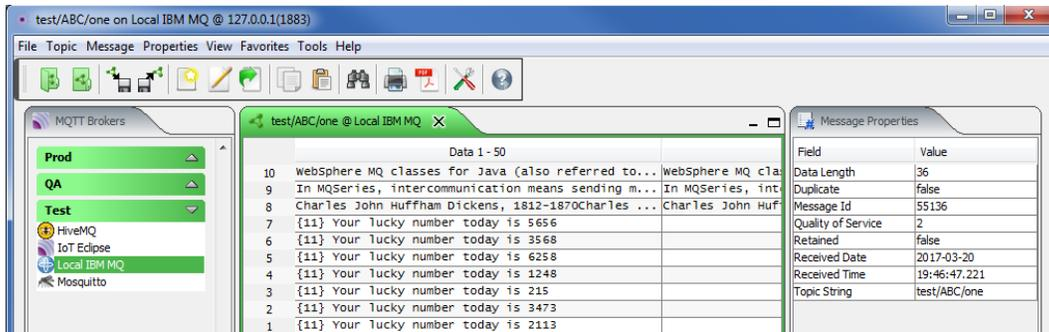 test/ABC/one on Local IBM MQ @ 127.0.0.1(1883)
File Topic Message Properties View Favorites Tools Help
PDF
MQTT Brokers
Prod
QA
Test
HiveMQ
IoT Eclipse
Local IBM MQ
Mosquitto
test/ABC/one @ Local IBM MQ
Data 1 - 50
10 WebSphere MQ classes for Java (also referred to... WebSphere MQ cla
9 In MQSeries, intercommunication means sending m... In MQSeries, int
8 Charles John Huffham Dickens, 1812-1870Charles ... Charles John Huf
7 {11} Your lucky number today is 5656
6 {11} Your lucky number today is 3568
5 {11} Your lucky number today is 6258
4 {11} Your lucky number today is 1248
3 {11} Your lucky number today is 215
2 {11} Your lucky number today is 3473
1 {11} Your lucky number today is 2113
Message Properties
Field Value
Data Length 36
Duplicate false
Message Id 55136
Quality of Service 2
Retained false
Received Date 2017-03-20
Received Time 19:46:47.221
Topic String test/ABC/one